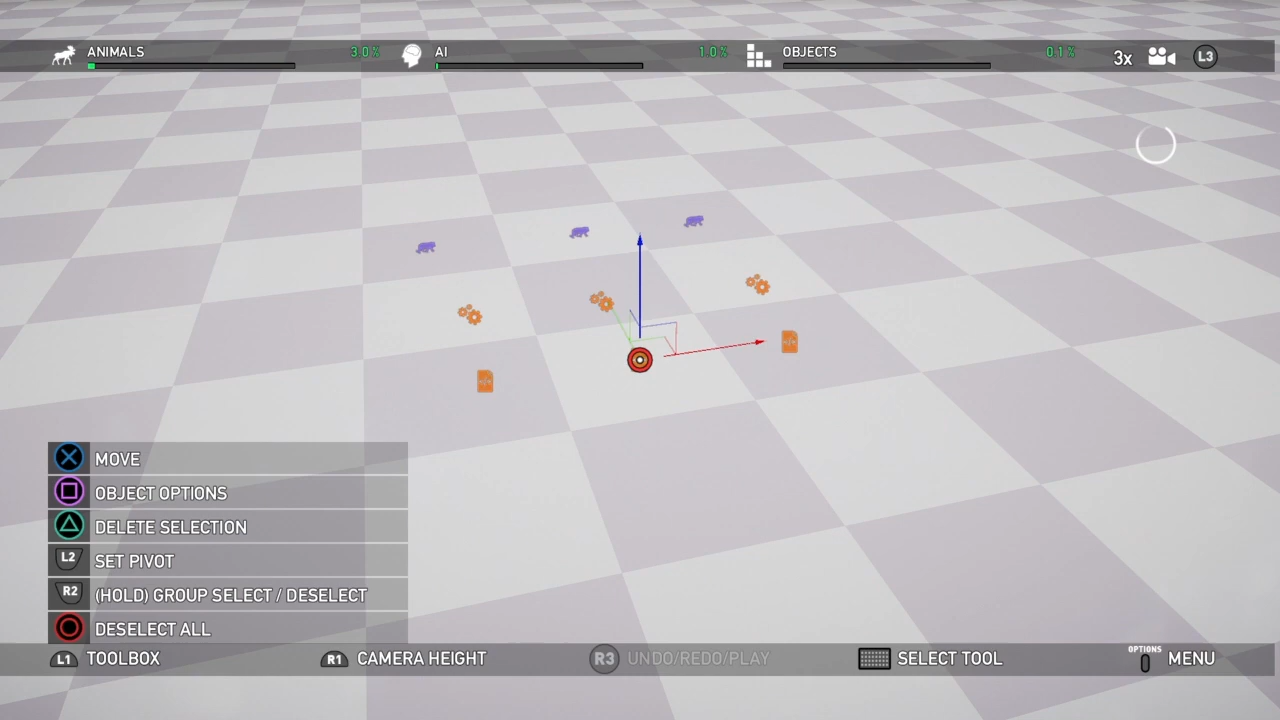 ANIMALS 3.0% AI 1.0% OBJECTS 0.1% 3x L3
MOVE
OBJECT OPTIONS
DELETE SELECTION
L2 SET PIVOT
R2 (HOLD) GROUP SELECT / DESELECT
DESELECT ALL
L1 TOOLBOX R1 CAMERA HEIGHT R3 UNDO/REDO/PLAY SELECT TOOL OPTIONS MENU